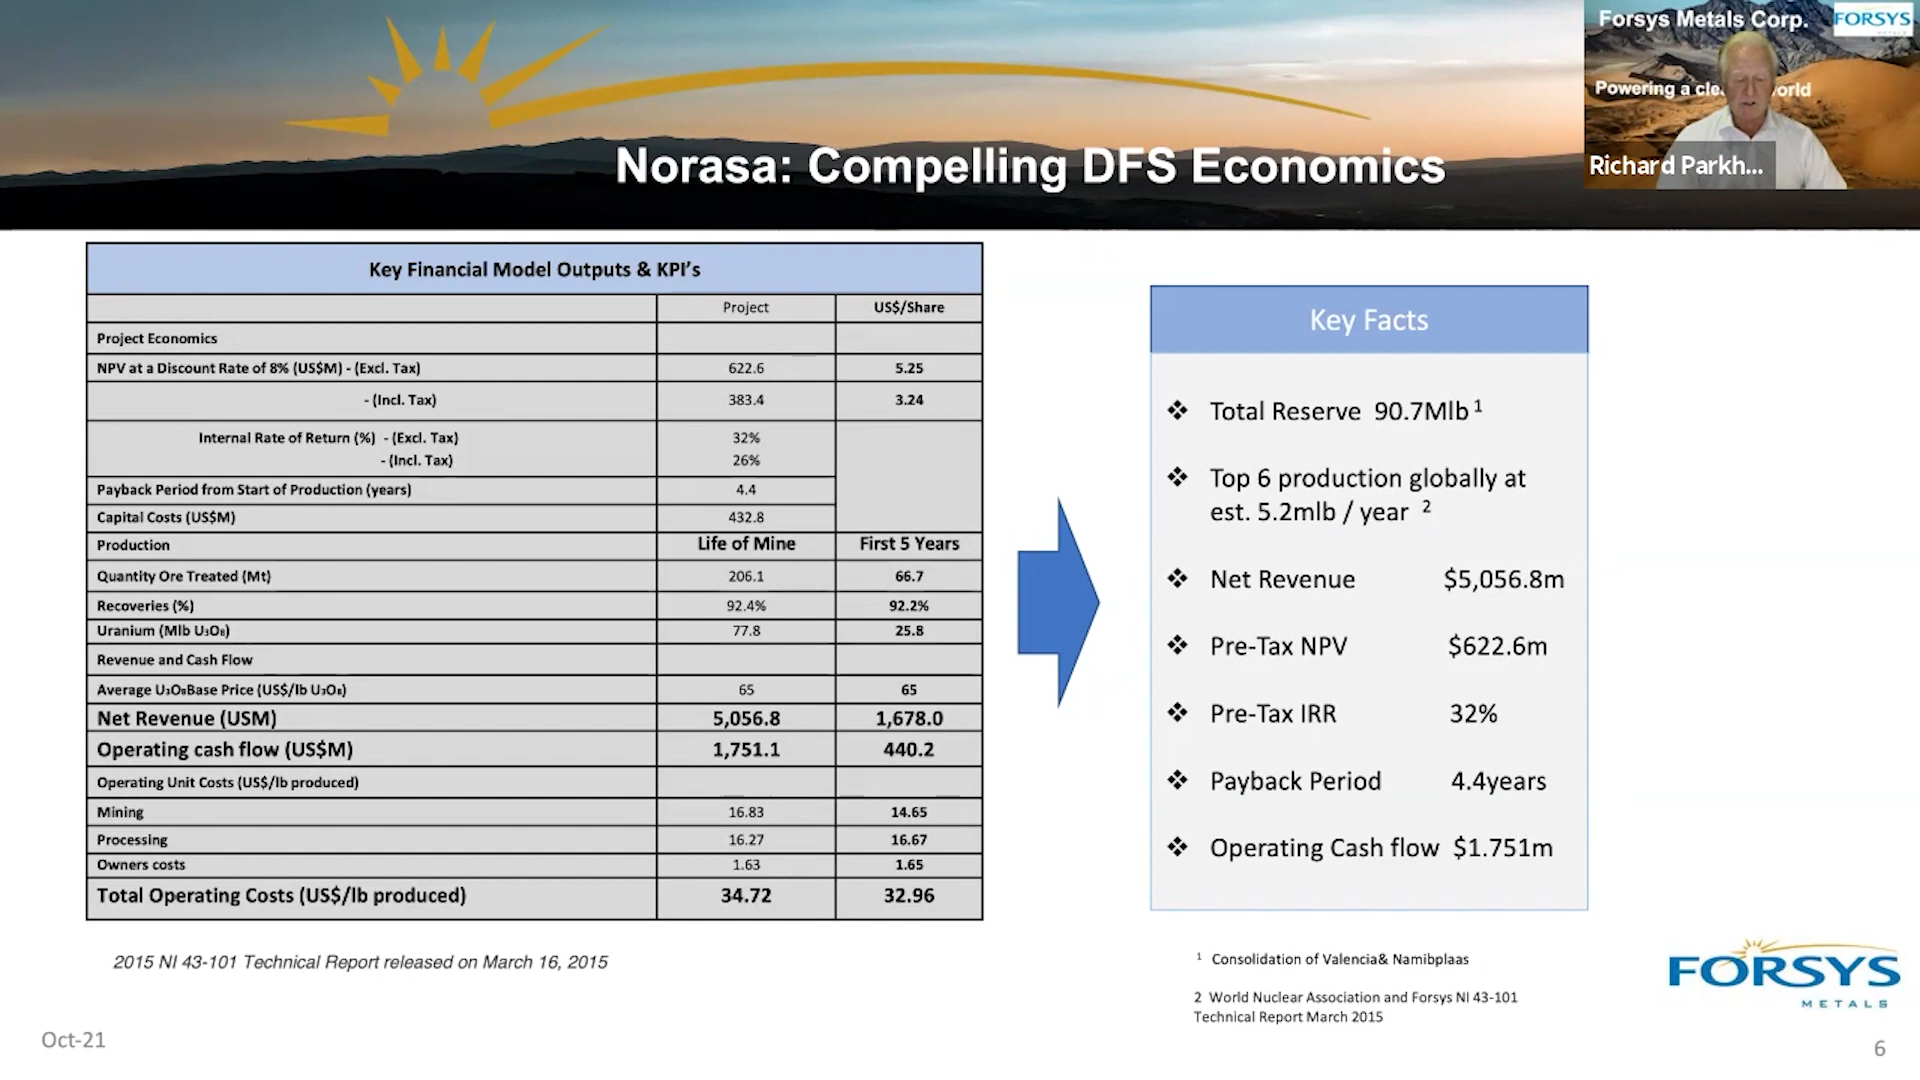 Forsys Metals Corp.
FORSYS
METALS
Powering a cle orld
Richard Parkh...
Norasa: Compelling DFS Economics
Key Financial Model Outputs & KPI's
Project US$/Share
Project Economics
NPV at a Discount Rate of 8% (US$M) - (Excl. Tax) 622.6 5.25
- (Incl. Tax) 383.4 3.24
Internal Rate of Return (%) - (Excl. Tax) 32%
- (Incl. Tax) 26%
Payback Period from Start of Production (years) 4.4
Capital Costs (US$M) 432.8
Production Life of Mine First 5 Years
Quantity Ore Treated (Mt) 206.1 66.7
Recoveries (%) 92.4% 92.2%
Uranium (Mlb U₃O₈) 77.8 25.8
Revenue and Cash Flow
Average U₃O₈Base Price (US$/lb U₃O₈) 65 65
Net Revenue (USM) 5,056.8 1,678.0
Operating cash flow (US$M) 1,751.1 440.2
Operating Unit Costs (US$/lb produced)
Mining 16.83 14.65
Processing 16.27 16.67
Owners costs 1.63 1.65
Total Operating Costs (US$/lb produced) 34.72 32.96
2015 NI 43-101 Technical Report released on March 16, 2015
Key Facts
❖ Total Reserve 90.7Mlb ¹
❖ Top 6 production globally at
est. 5.2mlb / year ²
❖ Net Revenue $5,056.8m
❖ Pre-Tax NPV $622.6m
❖ Pre-Tax IRR 32%
❖ Payback Period 4.4years
❖ Operating Cash flow $1.751m
¹ Consolidation of Valencia& Namibplaas
2 World Nuclear Association and Forsys NI 43-101
Technical Report March 2015
FORSYS
METALS
Oct-21
6